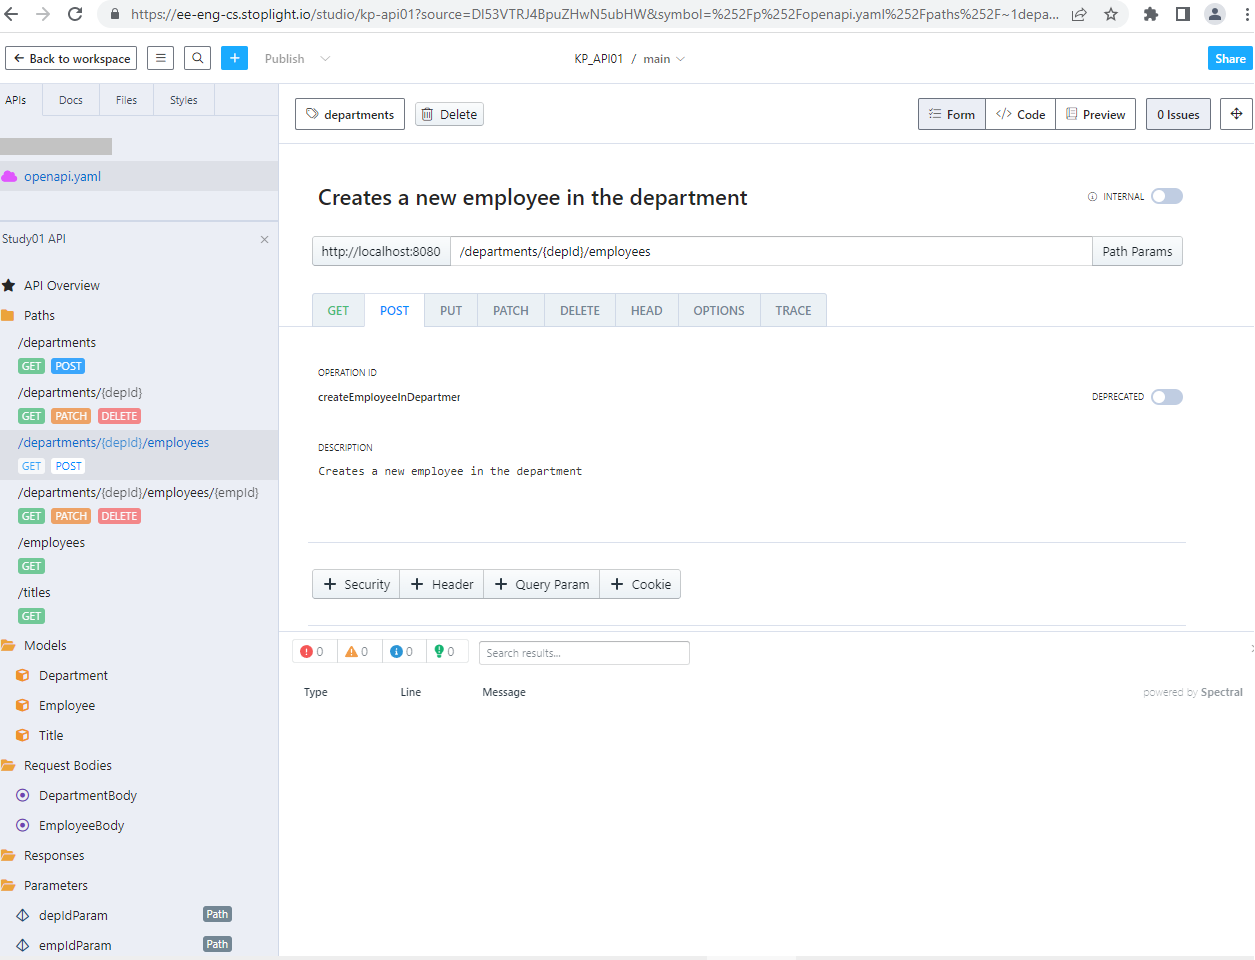 https://ee-eng-cs.stoplight.io/studio/kp-api01?source=DI53VTRJ4BpuZHwN5ubHW&symbol=%252Fp%252Fopenapi.yaml%252Fpaths%252F~1depa...
Back to workspace
Publish
KP_API01 / main
Share
APIs Docs Files Styles
departments
Delete
Form
Code
Preview
0 Issues
openapi.yaml
Study01 API
API Overview
Paths
/departments
GET POST
/departments/{depId}
GET PATCH DELETE
/departments/{depId}/employees
GET POST
/departments/{depId}/employees/{empId}
GET PATCH DELETE
/employees
GET
/titles
GET
Models
Department
Employee
Title
Request Bodies
DepartmentBody
EmployeeBody
Responses
Parameters
depIdParam Path
empIdParam Path
Creates a new employee in the department
INTERNAL
http://localhost:8080 /departments/{depId}/employees Path Params
GET POST PUT PATCH DELETE HEAD OPTIONS TRACE
OPERATION ID
createEmployeeInDepartmen
DEPRECATED
DESCRIPTION
Creates a new employee in the department
Security Header Query Param Cookie
0 0 0 0 Search results...
Type Line Message
powered by Spectral